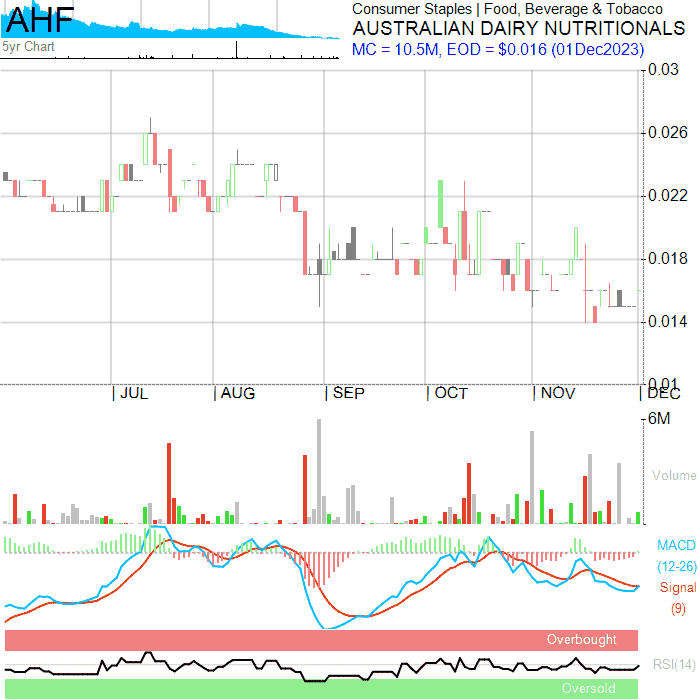 AHF
5yr Chart
Consumer Staples | Food, Beverage & Tobacco
AUSTRALIAN DAIRY NUTRITIONALS
MC = 10.5M, EOD = $0.016 (01Dec2023)
0.03
0.026
0.022
0.018
0.014
0.01
JUL AUG SEP OCT NOV DEC
6M
Volume
MACD
(12-26)
Signal
(9)
Overbought
RSI(14)
Oversold